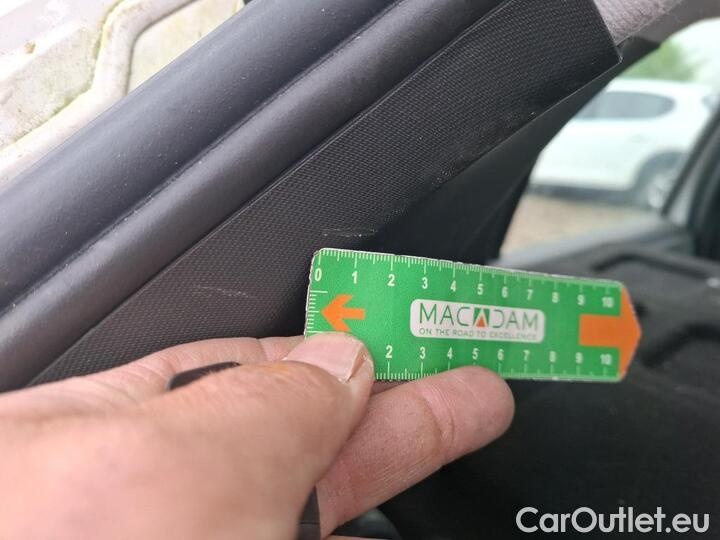 0 1 2 3 4 5 6 7 8 9 10
MACADAM
ON THE ROAD TO EXCELLENCE
2 3 4 5 6 7 8 9 10
CarOutlet.eu